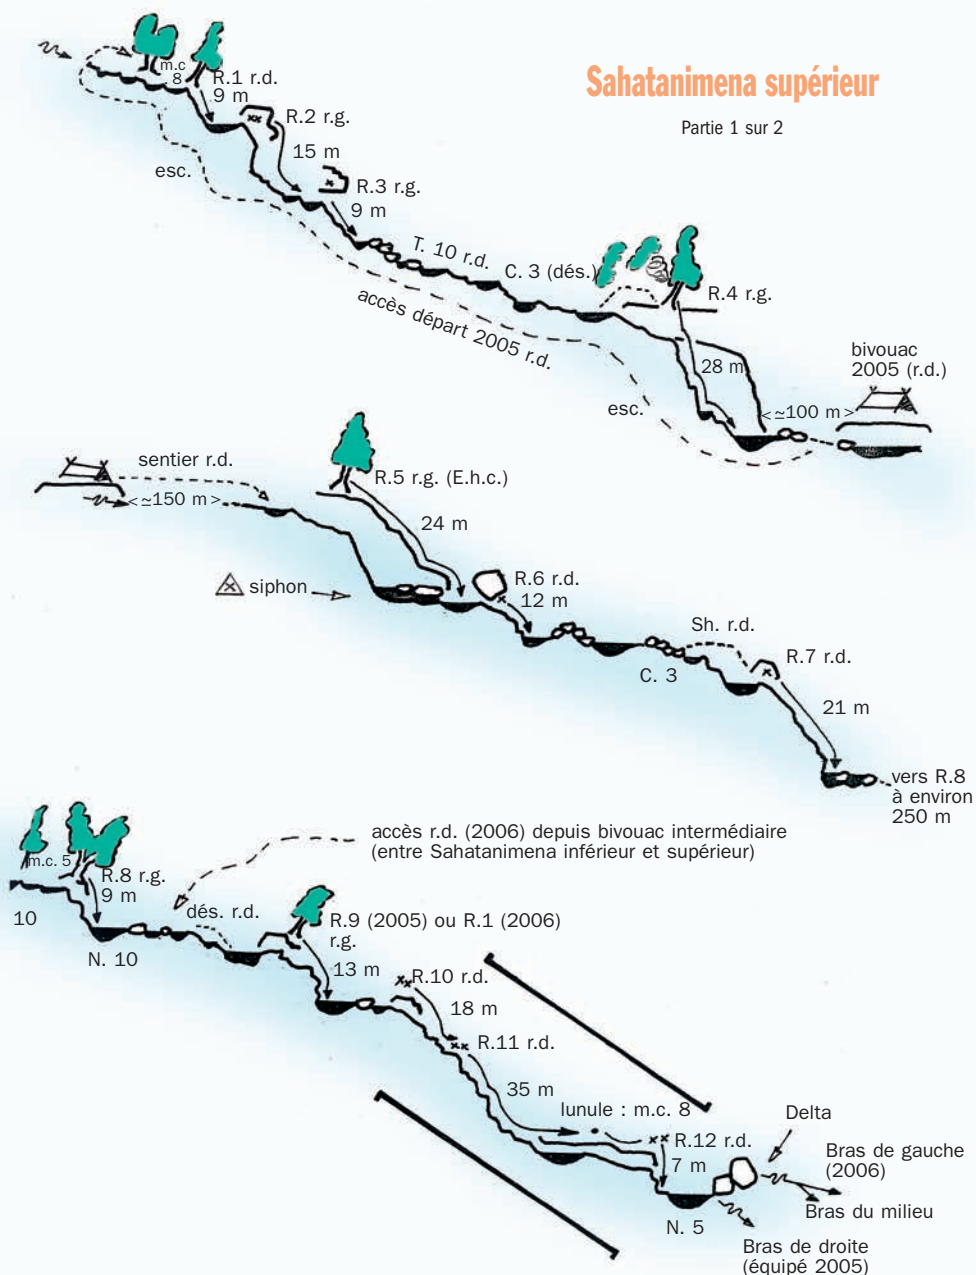 Sahatanimena supérieur
Partie 1 sur 2
m.c
8
R.1 r.d.
9 m
R.2 r.g.
15 m
esc.
R.3 r.g.
9 m
T. 10 r.d.
C. 3 (dés.)
R.4 r.g.
accès départ 2005 r.d.
28 m
esc.
<≃100 m>
bivouac
2005 (r.d.)
sentier r.d.
<≃150 m>
R.5 r.g. (E.h.c.)
24 m
siphon
R.6 r.d.
12 m
Sh. r.d.
C. 3
R.7 r.d.
21 m
vers R.8
à environ
250 m
accès r.d. (2006) depuis bivouac intermédiaire
(entre Sahatanimena inférieur et supérieur)
m.c. 5
R.8 r.g.
9 m
10
N. 10
dés. r.d.
R.9 (2005) ou R.1 (2006)
r.g.
13 m
R.10 r.d.
18 m
R.11 r.d.
35 m
lunule : m.c. 8
R.12 r.d.
7 m
N. 5
Delta
Bras de gauche
(2006)
Bras du milieu
Bras de droite
(équipé 2005)